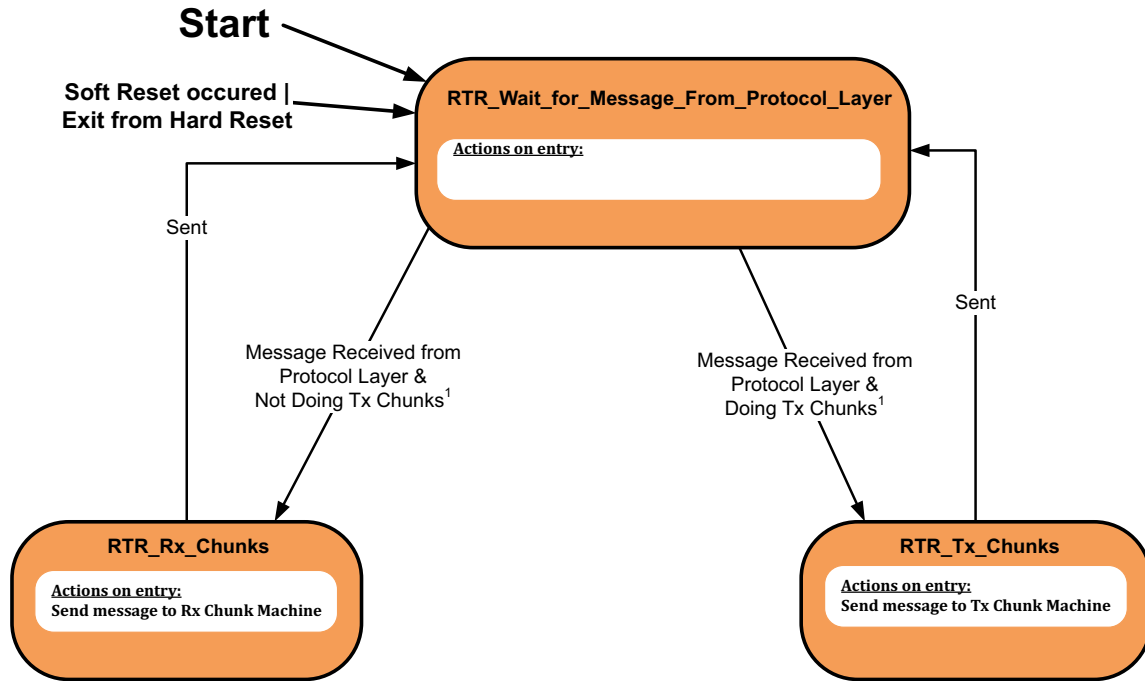 Start
Soft Reset occured |
Exit from Hard Reset
RTR_Wait_for_Message_From_Protocol_Layer
Actions on entry:
Sent
Sent
Message Received from
Protocol Layer &
Not Doing Tx Chunks¹
Message Received from
Protocol Layer &
Doing Tx Chunks¹
RTR_Rx_Chunks
Actions on entry:
Send message to Rx Chunk Machine
RTR_Tx_Chunks
Actions on entry:
Send message to Tx Chunk Machine